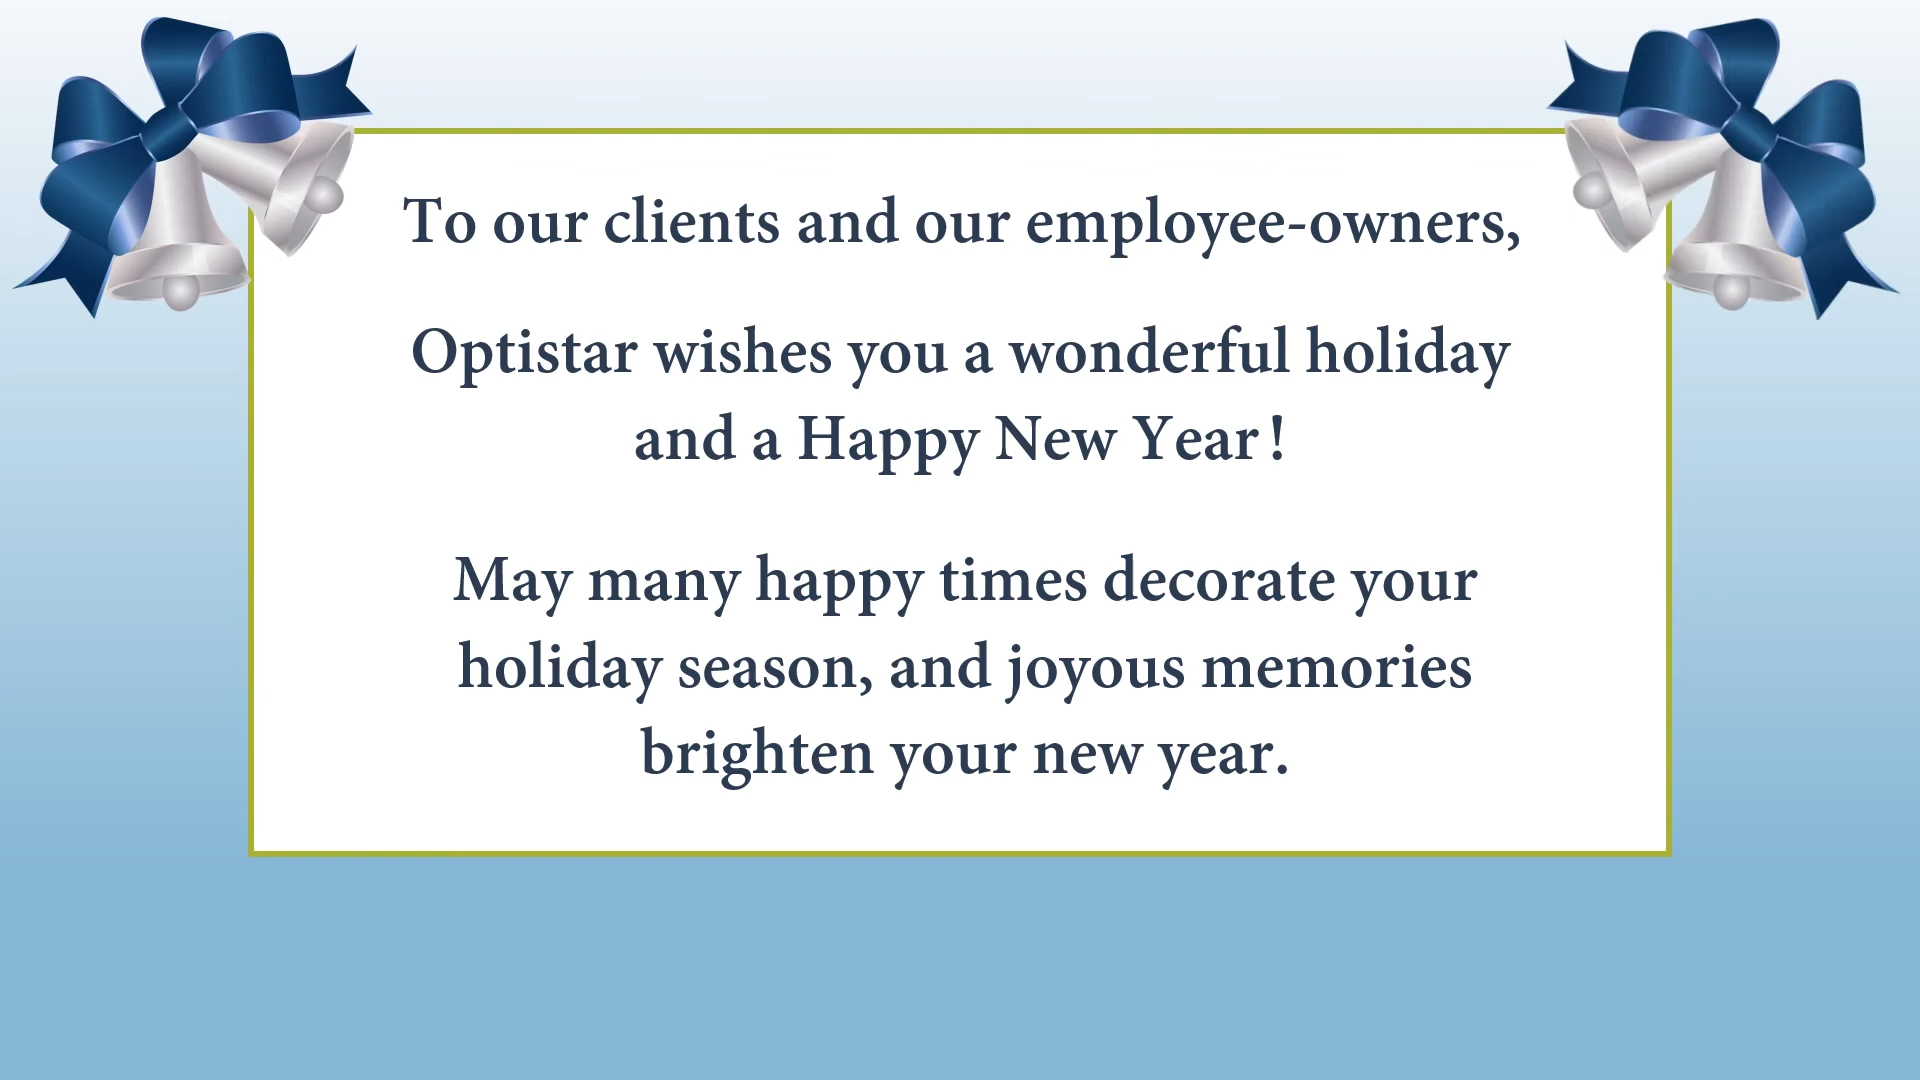 To our clients and our employee-owners,
Optistar wishes you a wonderful holiday
and a Happy New Year!
May many happy times decorate your
holiday season, and joyous memories
brighten your new year.